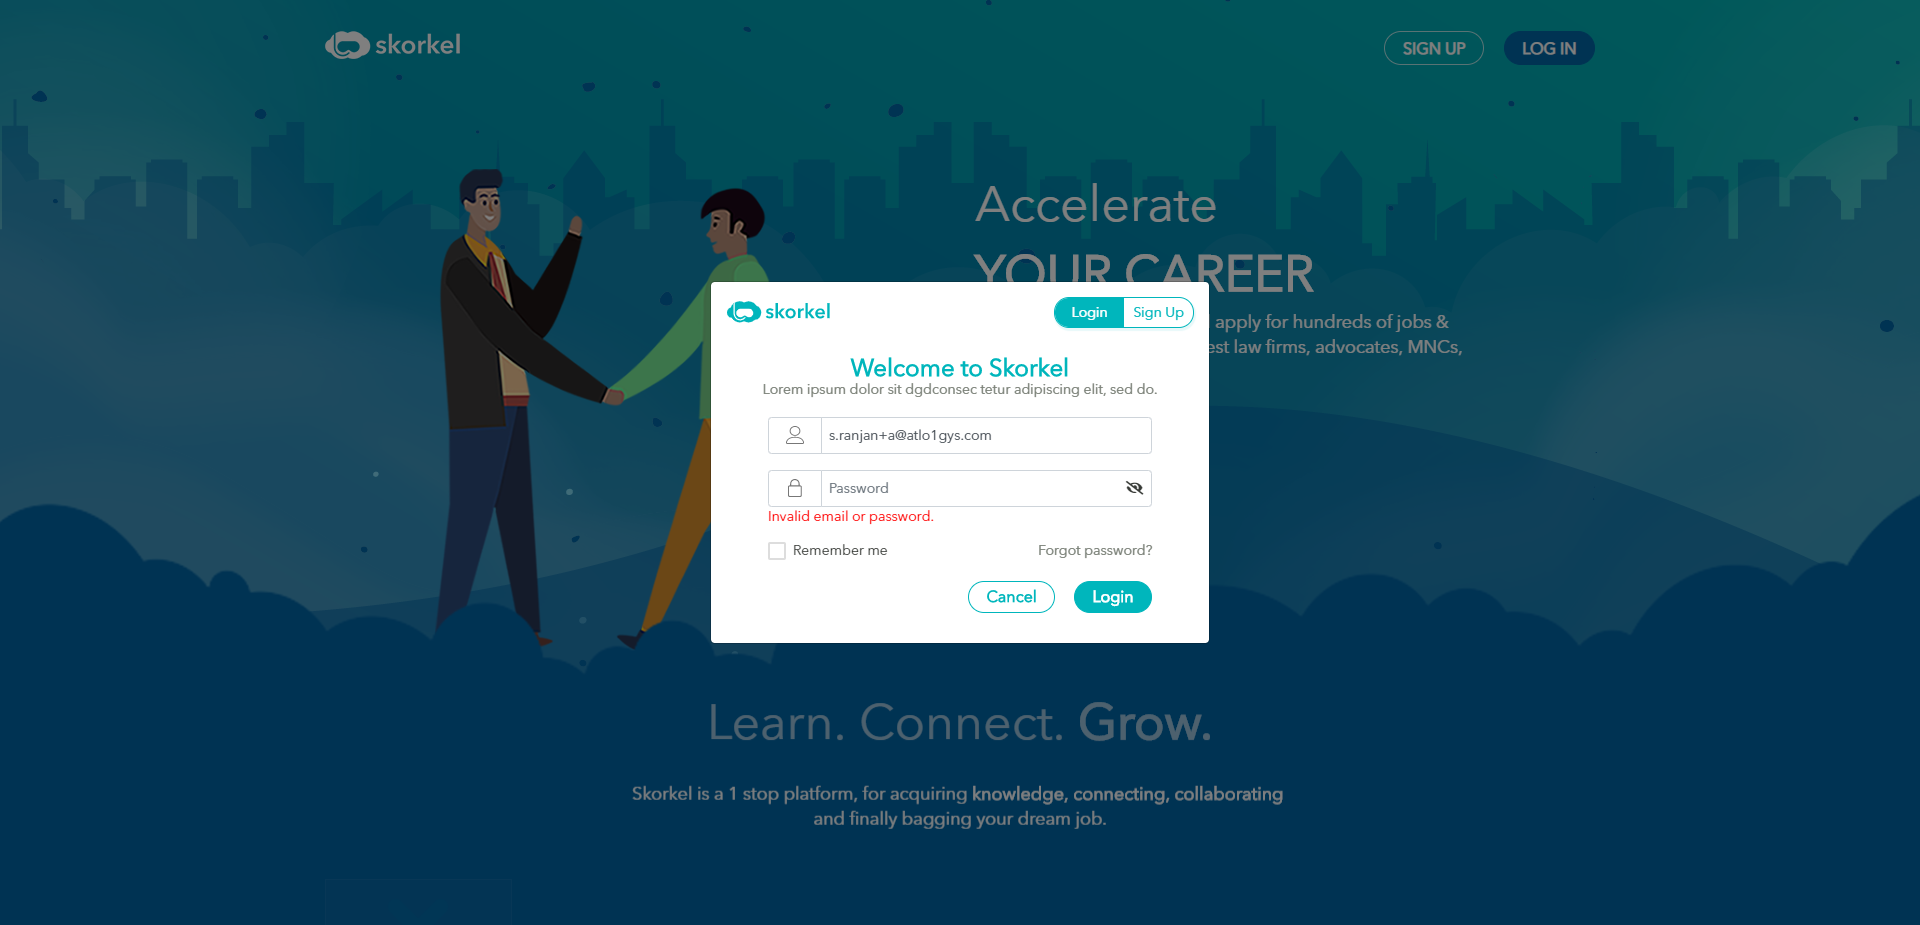 skorkel
SIGN UP
LOG IN
Accelerate
YOUR CAREER
apply for hundreds of jobs &
est law firms, advocates, MNCs,
skorkel
Login
Sign Up
Welcome to Skorkel
Lorem ipsum dolor sit dgdconsec tetur adipiscing elit, sed do.
s.ranjan+a@atlo1gys.com
Password
Invalid email or password.
Remember me
Forgot password?
Cancel
Login
Learn. Connect. Grow.
Skorkel is a 1 stop platform, for acquiring knowledge, connecting, collaborating
and finally bagging your dream job.